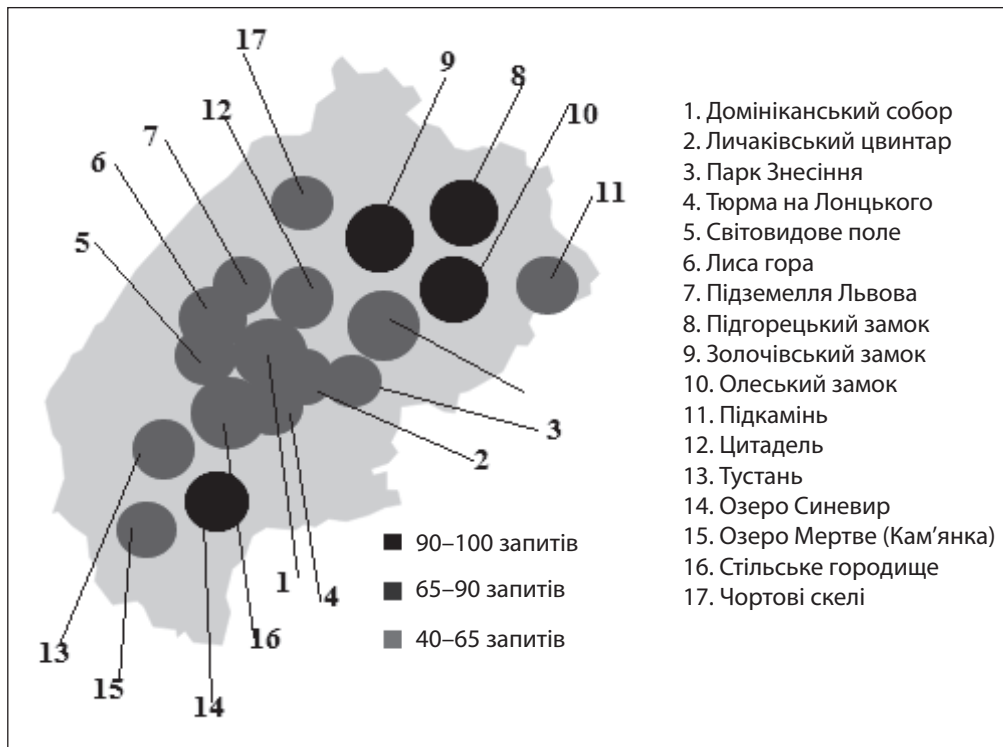 17
9
8
12
10
7
6
11
5
3
2
1
4
16
13
15
14
90–100 запитів
65–90 запитів
40–65 запитів
1. Домініканський собор
2. Личаківський цвинтар
3. Парк Знесіння
4. Тюрма на Лонцького
5. Світовидове поле
6. Лиса гора
7. Підземелля Львова
8. Підгорецький замок
9. Золочівський замок
10. Олеський замок
11. Підкамінь
12. Цитадель
13. Тустань
14. Озеро Синевир
15. Озеро Мертве (Кам’янка)
16. Стільське городище
17. Чортові скелі